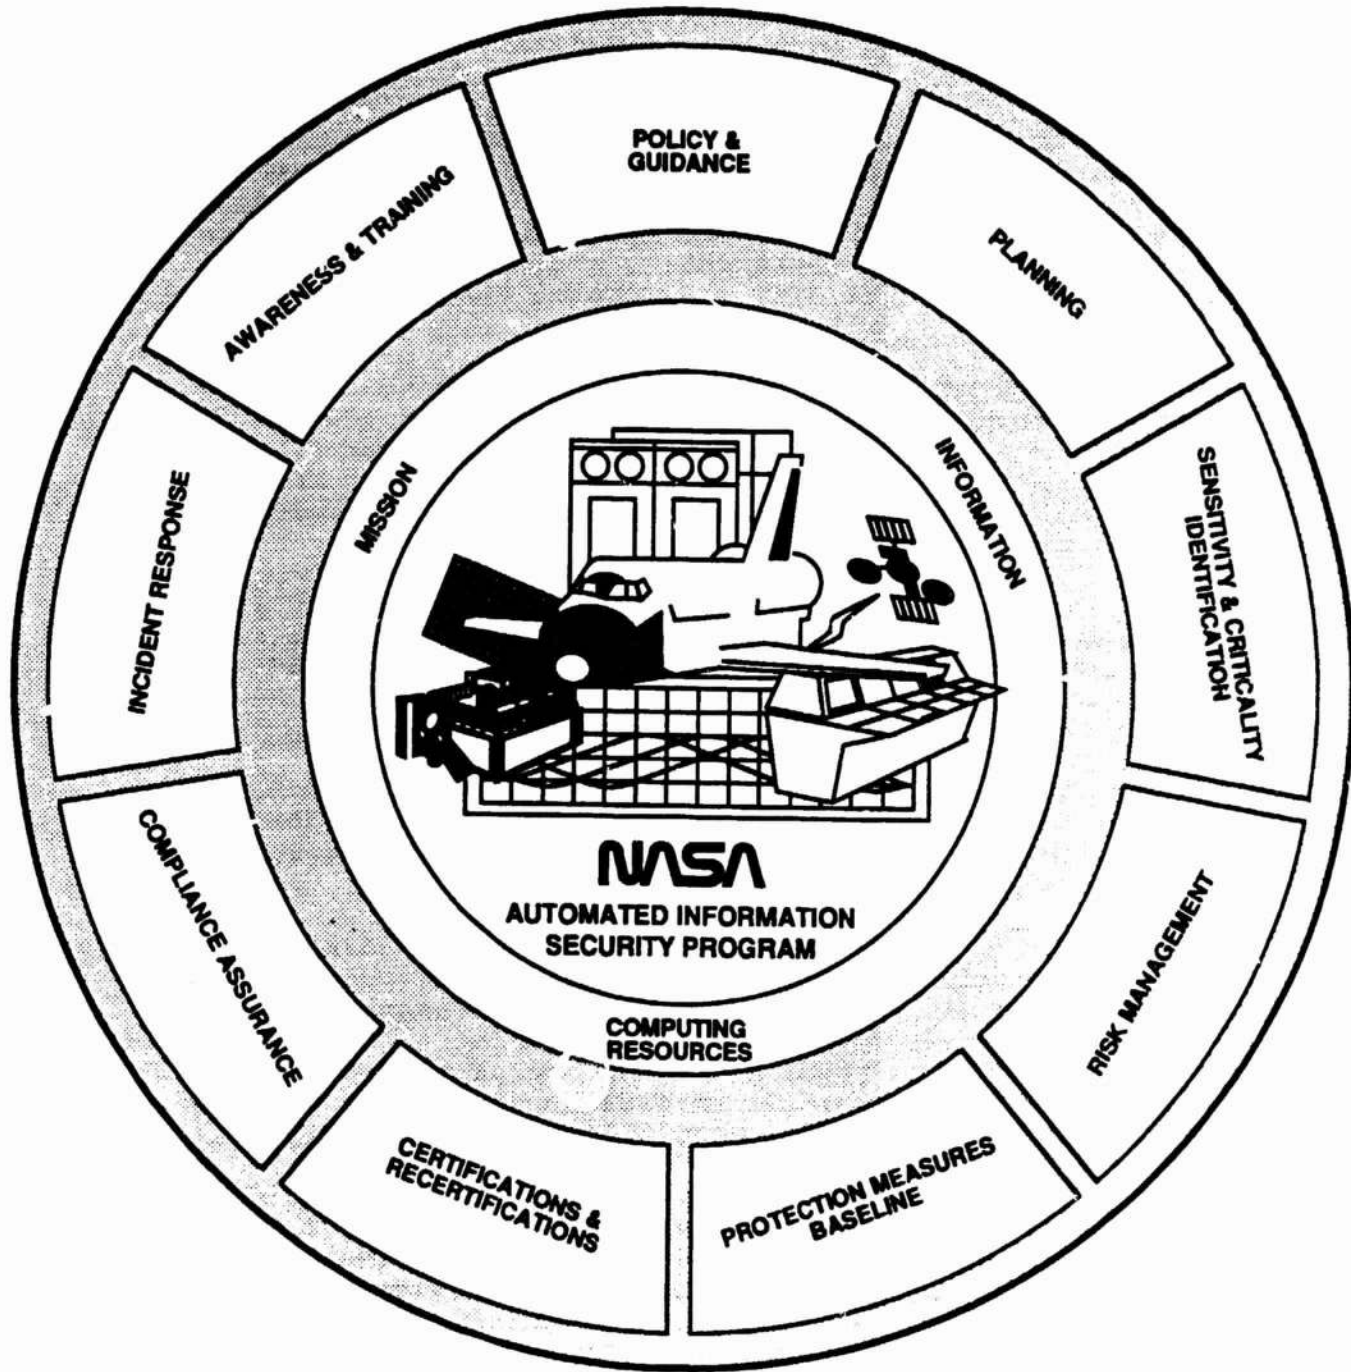 POLICY &
GUIDANCE
PLANNING
SENSITIVITY & CRITICALITY
IDENTIFICATION
RISK MANAGEMENT
PROTECTION MEASURES
BASELINE
CERTIFICATIONS &
RECERTIFICATIONS
COMPLIANCE ASSURANCE
INCIDENT RESPONSE
AWARENESS & TRAINING
MISSION
INFORMATION
COMPUTING
RESOURCES
NASA
AUTOMATED INFORMATION
SECURITY PROGRAM